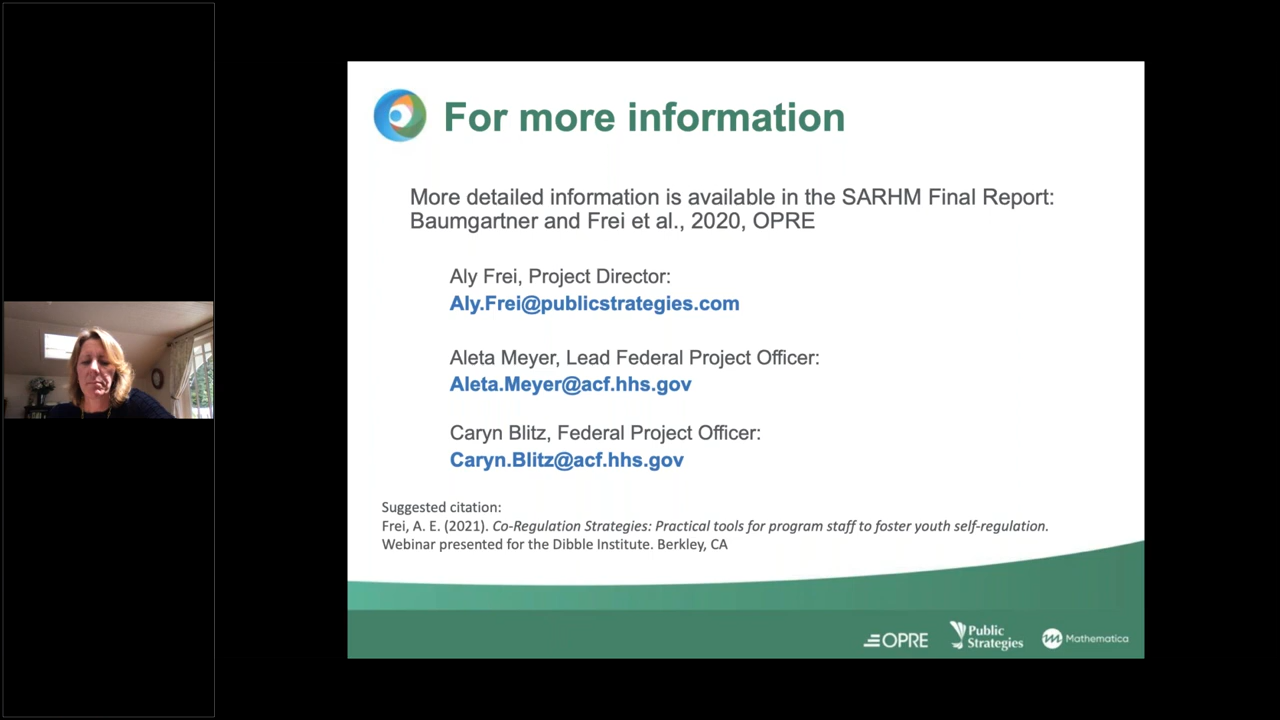 For more information
More detailed information is available in the SARHM Final Report:
Baumgartner and Frei et al., 2020, OPRE
Aly Frei, Project Director:
Aly.Frei@publicstrategies.com
Aleta Meyer, Lead Federal Project Officer:
Aleta.Meyer@acf.hhs.gov
Caryn Blitz, Federal Project Officer:
Caryn.Blitz@acf.hhs.gov
Suggested citation:
Frei, A. E. (2021). Co-Regulation Strategies: Practical tools for program staff to foster youth self-regulation.
Webinar presented for the Dibble Institute. Berkley, CA
OPRE
Public
Strategies
Mathematica